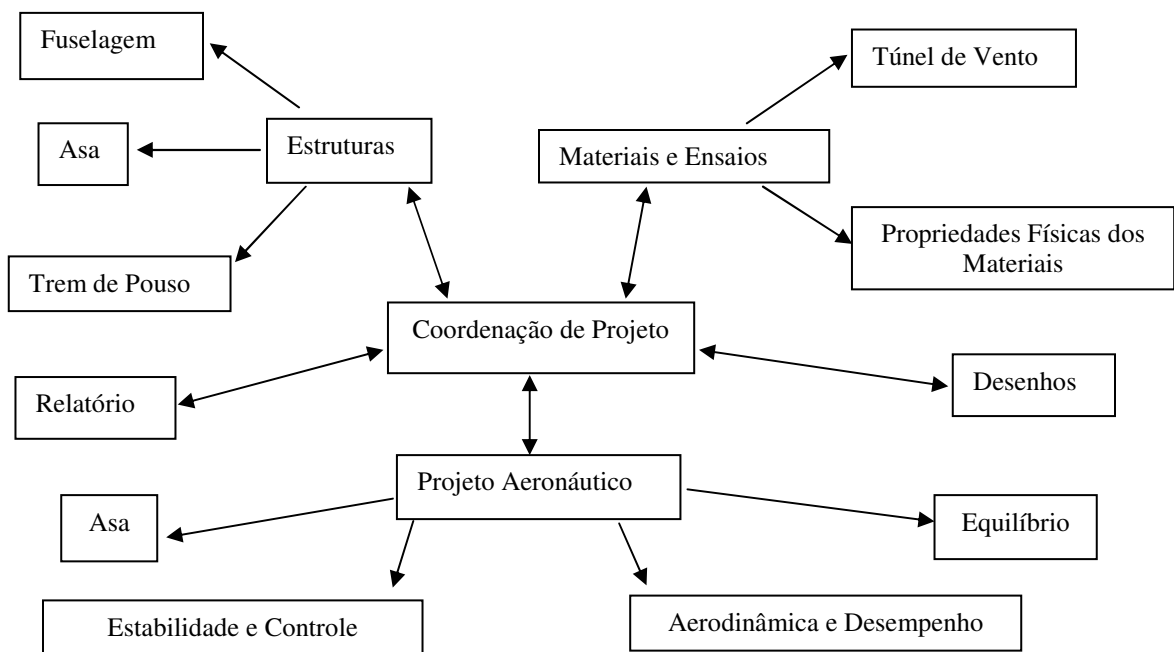 Fuselagem
Túnel de Vento
Asa
Estruturas
Materiais e Ensaios
Propriedades Físicas dos
Materiais
Trem de Pouso
Coordenação de Projeto
Relatório
Desenhos
Projeto Aeronáutico
Asa
Equilíbrio
Estabilidade e Controle
Aerodinâmica e Desempenho